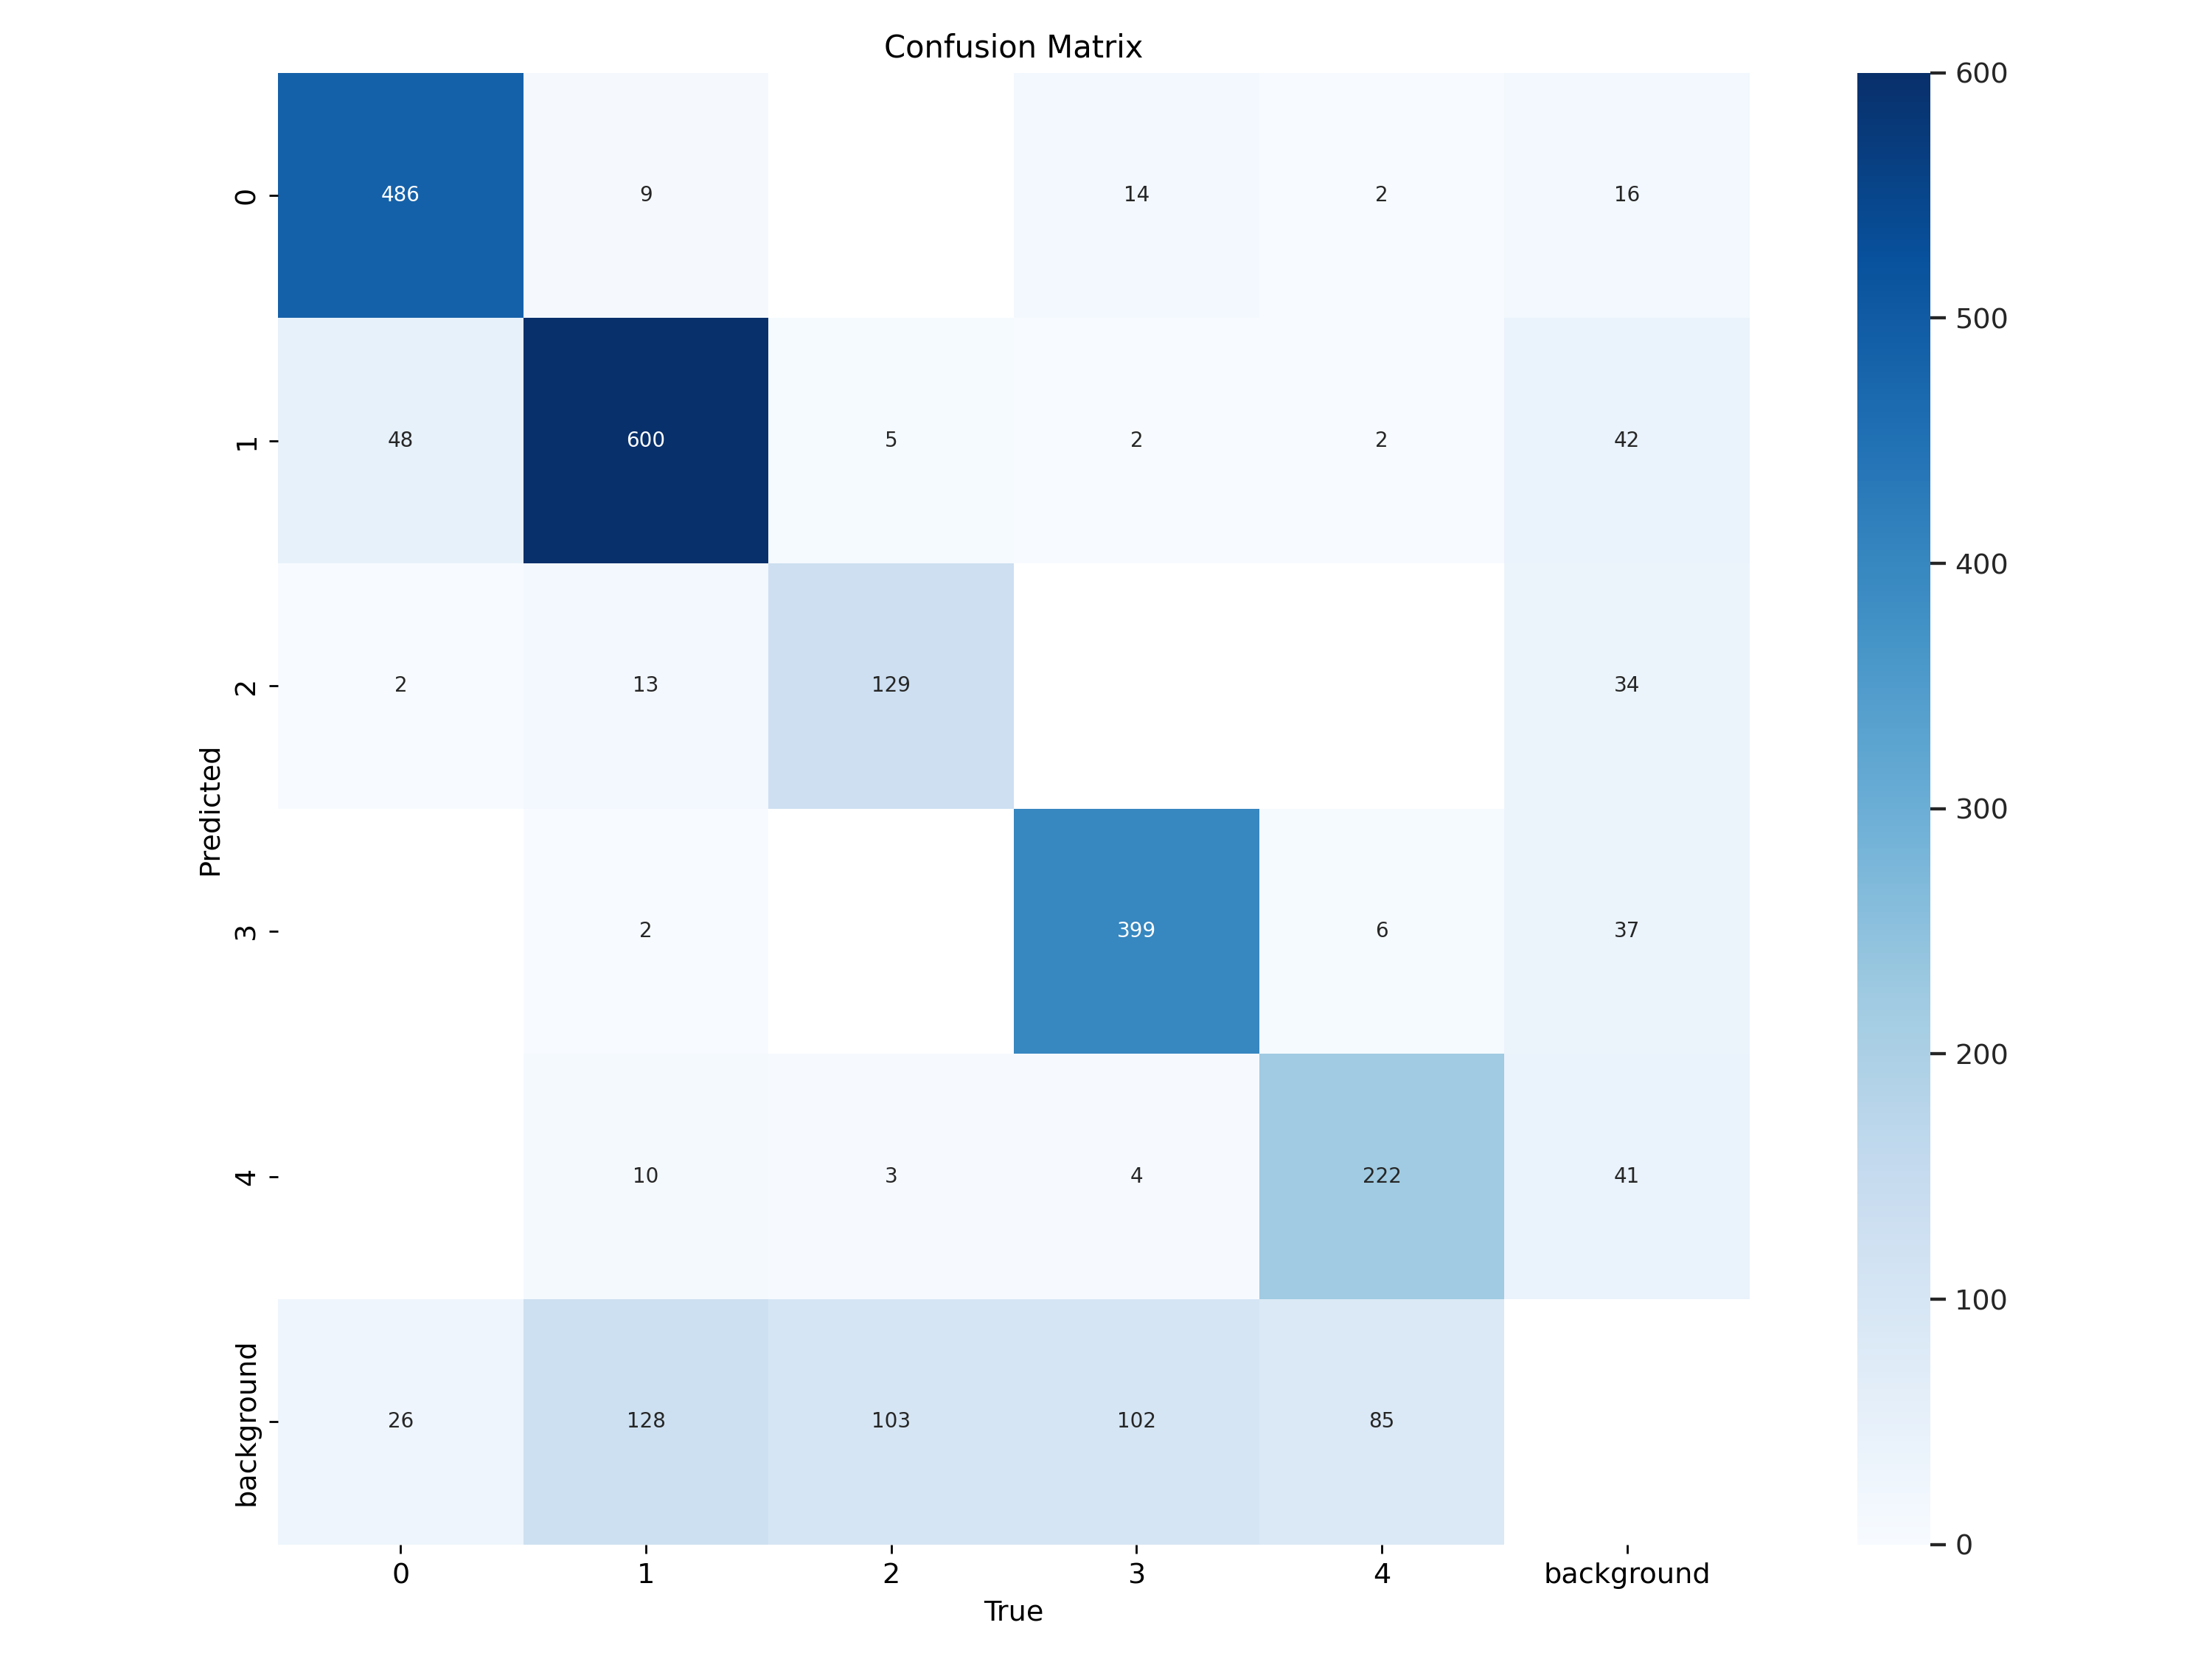 Confusion Matrix
0 486 9 14 2 16
1 48 600 5 2 2 42
2 2 13 129 34
3 2 399 6 37
4 10 3 4 222 41
background 26 128 103 102 85
0 1 2 3 4 background
True
Predicted
600
500
400
300
200
100
0